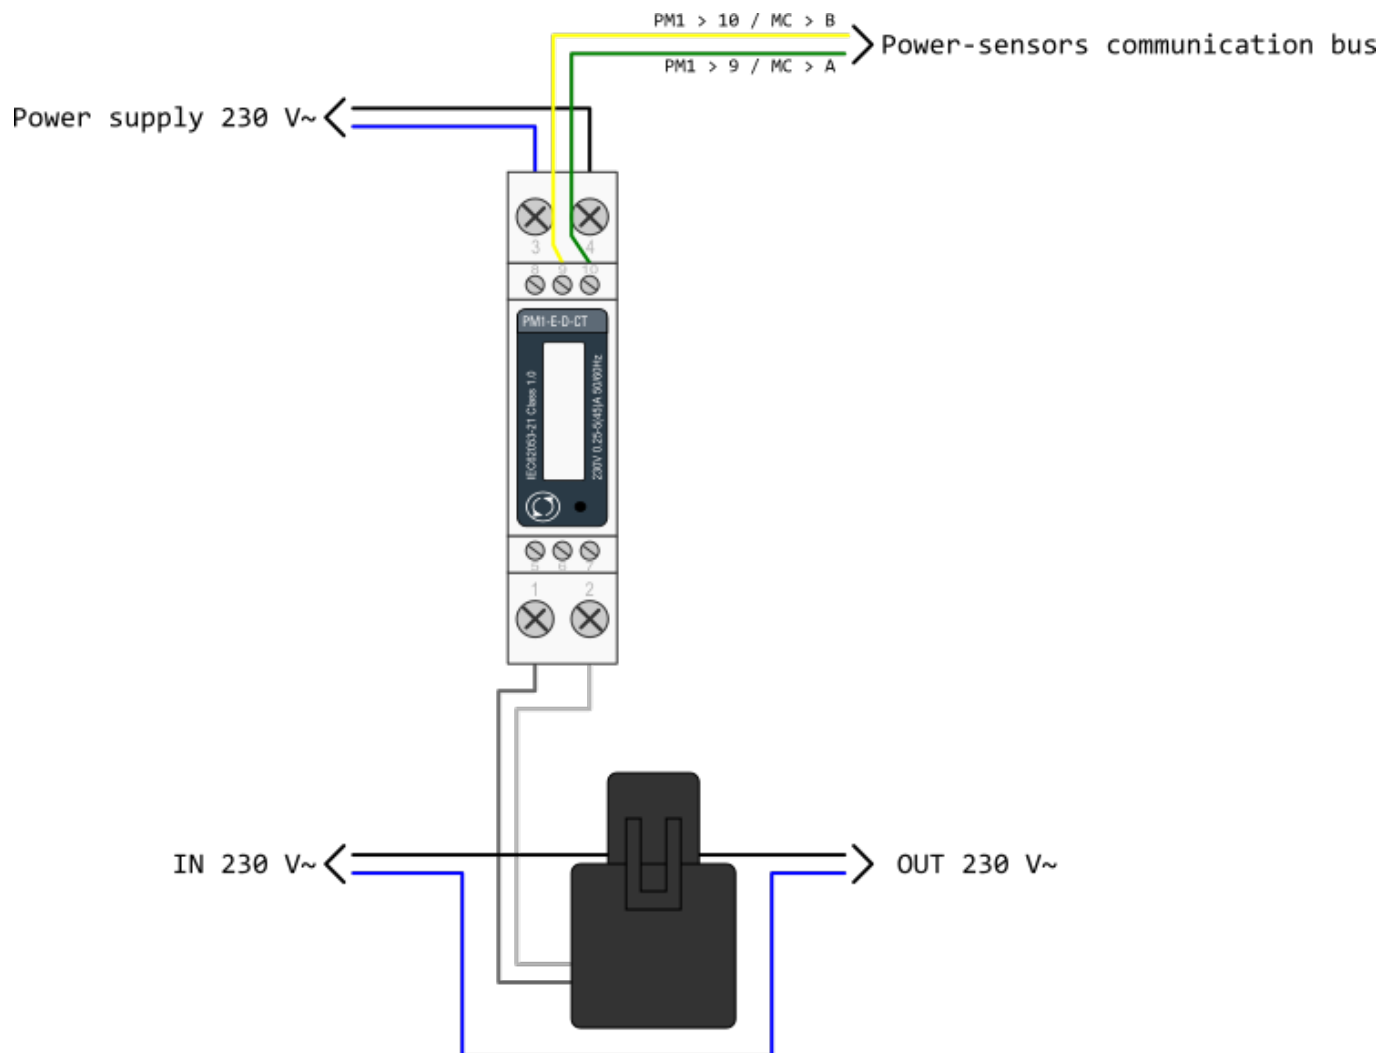 PM1 > 10 / MC > B
Power-sensors communication bus
PM1 > 9 / MC > A
Power supply 230 V~
3 4
8 9 10
PM1-E-D-CT
IEC62053-21 Class 1.0
230V 0.25-5(45)A 50/60Hz
5 6 7
1 2
IN 230 V~
OUT 230 V~